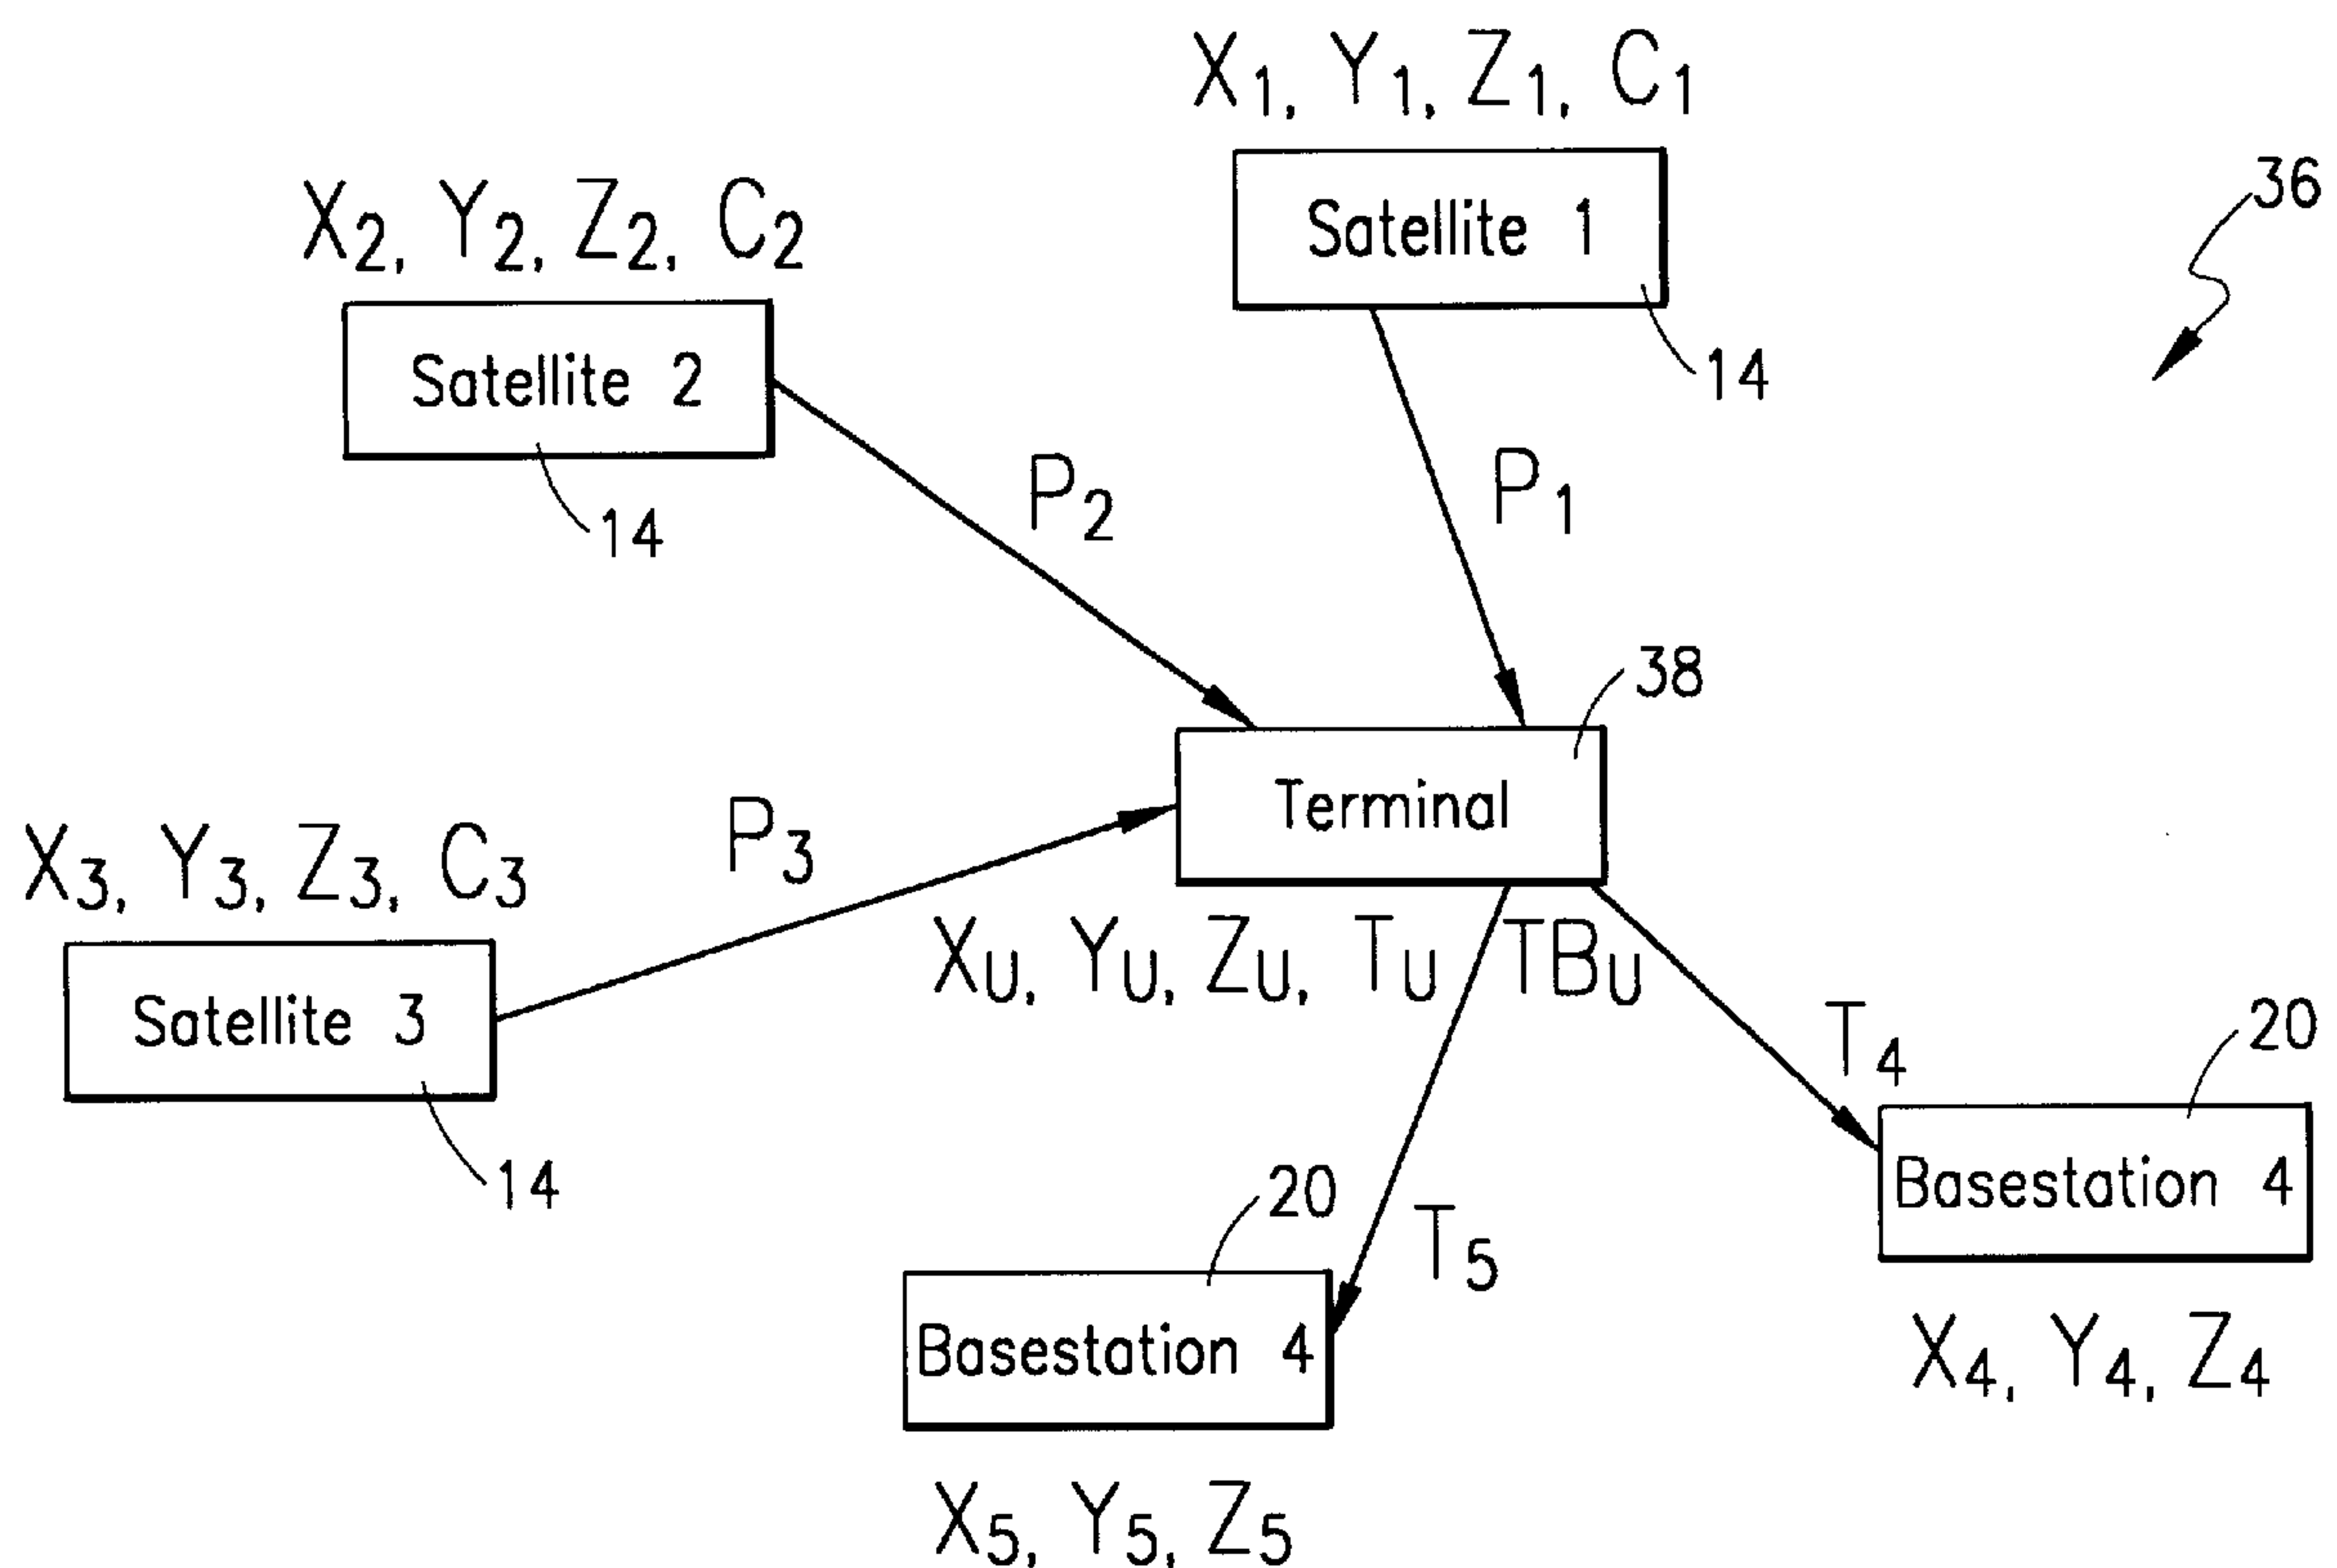 X1, Y1, Z1, C1
Satellite 1
14
36
X2, Y2, Z2, C2
Satellite 2
14
P2
P1
38
Terminal
X3, Y3, Z3, C3
P3
Satellite 3
14
XU, YU, ZU, TU TBU
T4
20
Basestation 4
X4, Y4, Z4
20
T5
Basestation 4
X5, Y5, Z5